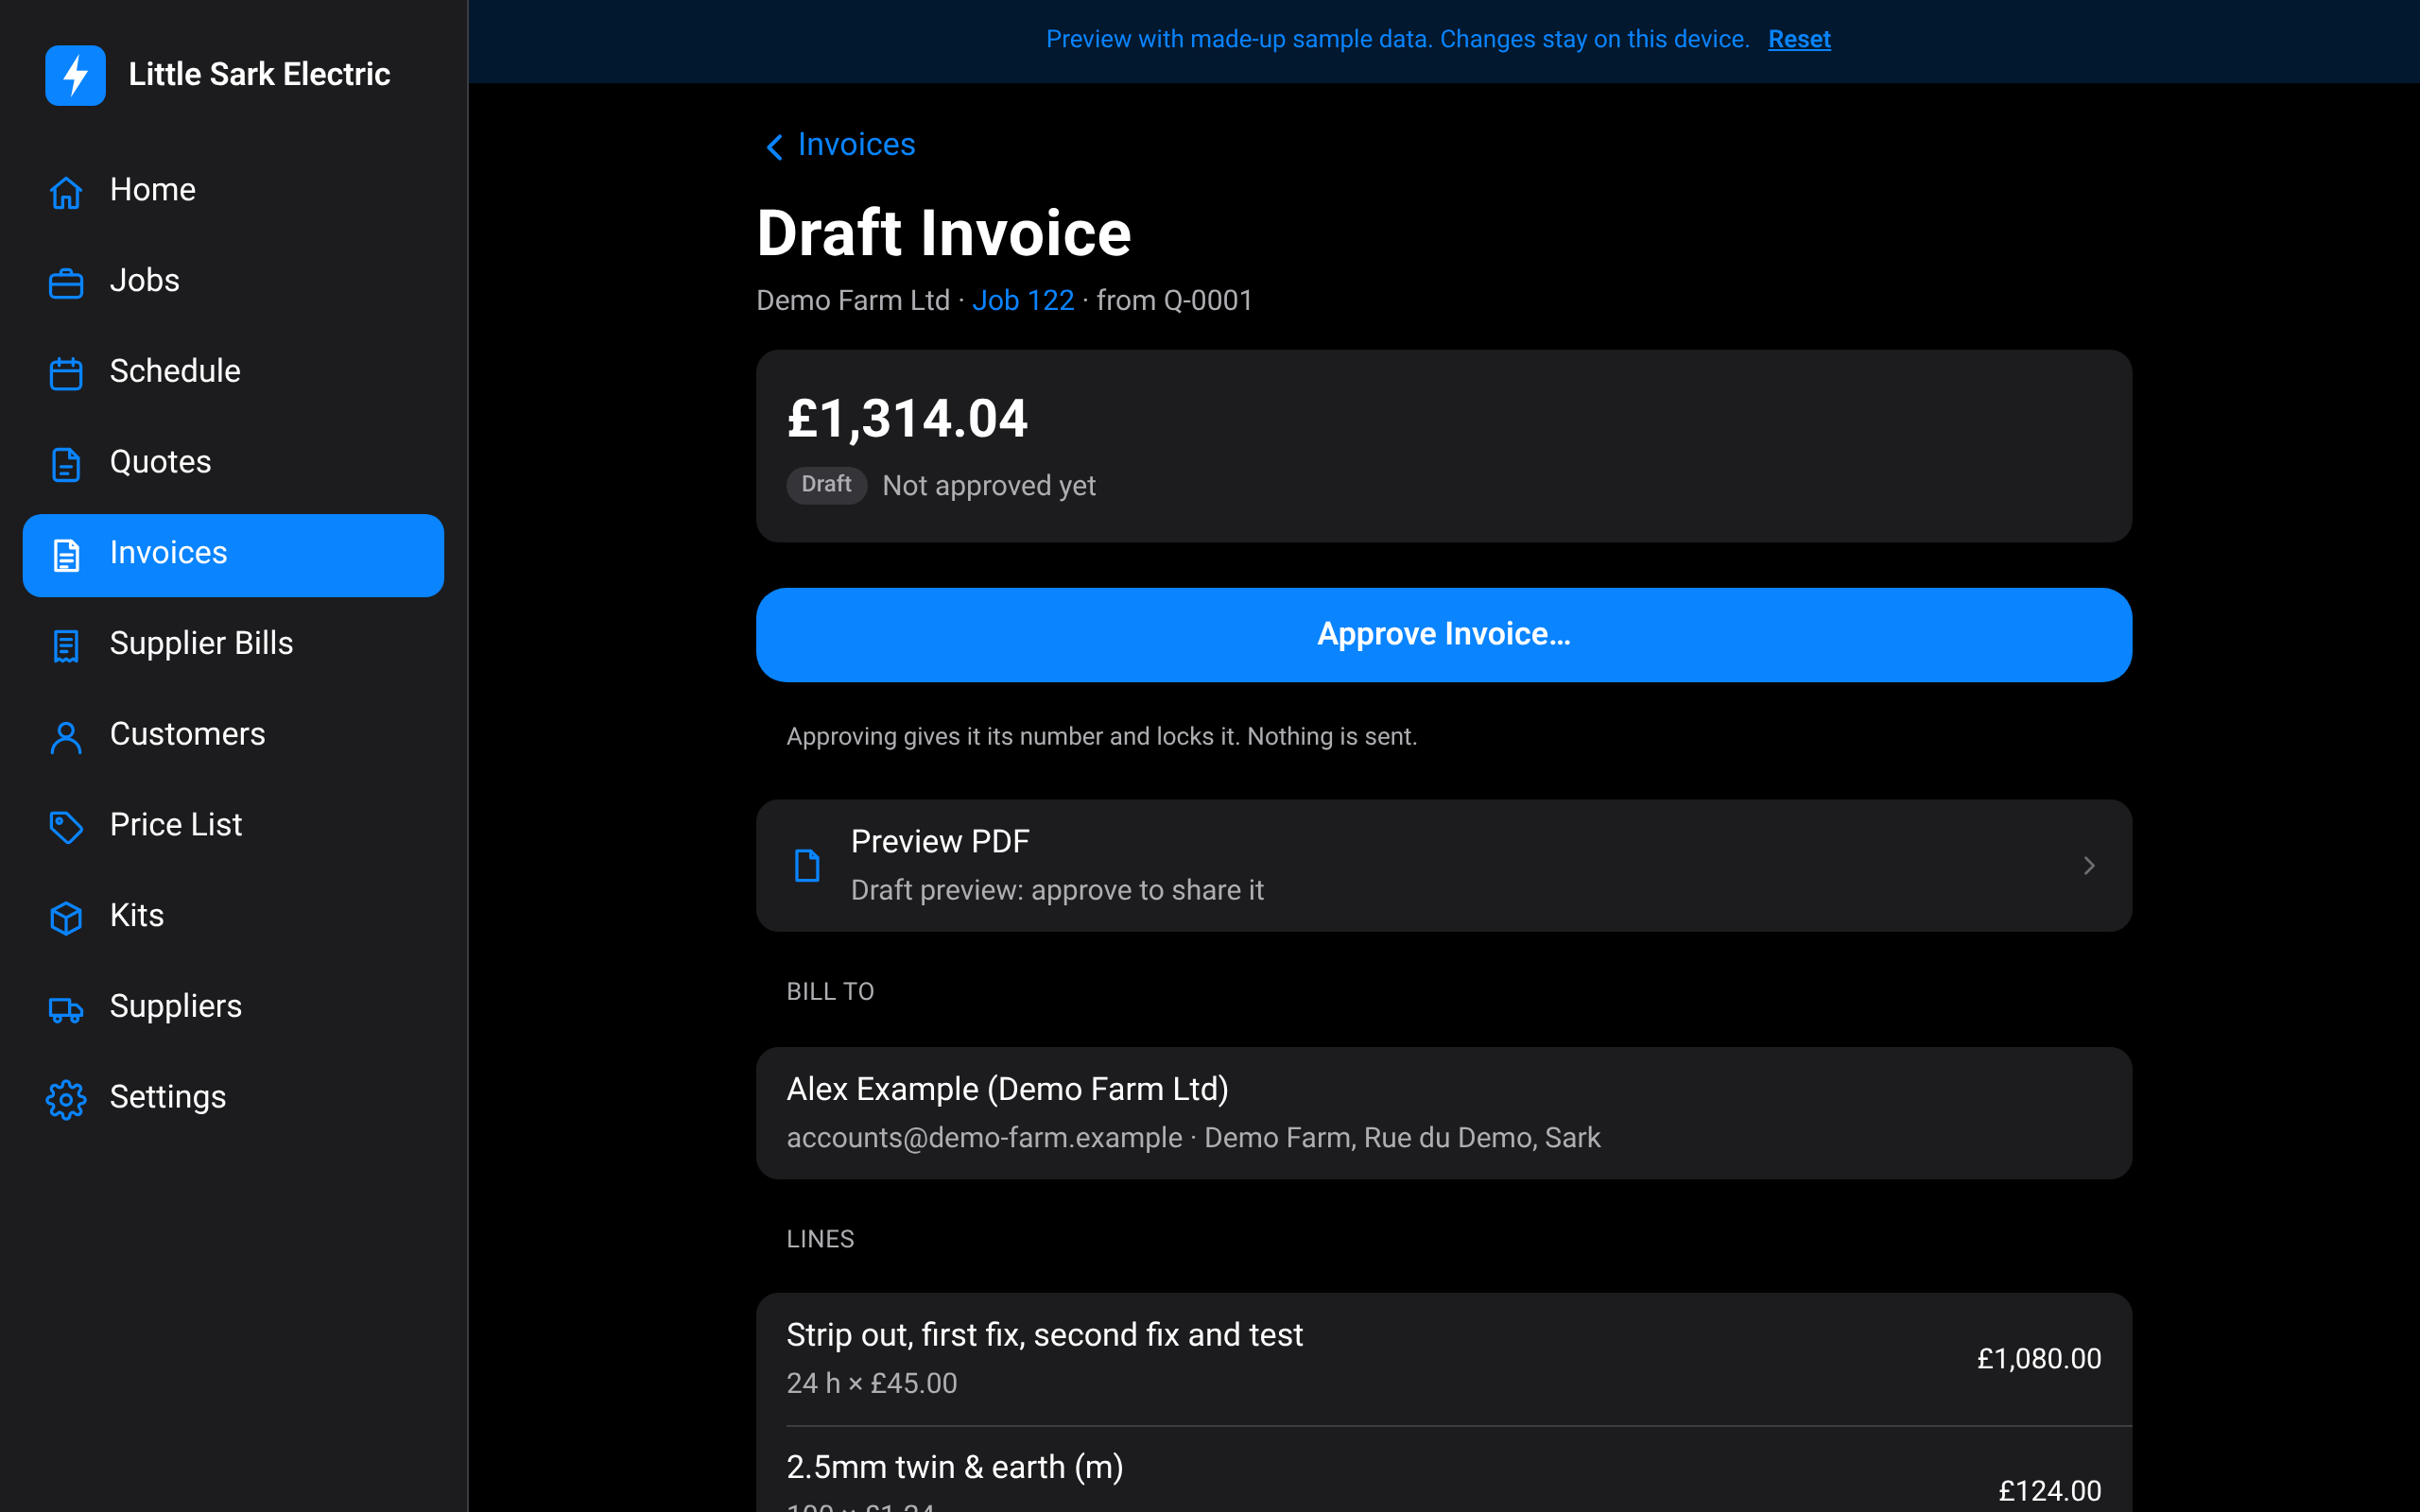 Little Sark Electric
Home
Jobs
Schedule
Quotes
Invoices
Supplier Bills
Customers
Price List
Kits
Suppliers
Settings
Preview with made-up sample data. Changes stay on this device. Reset
Invoices
Draft Invoice
Demo Farm Ltd · Job 122 · from Q-0001
£1,314.04
Draft Not approved yet
Approve Invoice...
Approving gives it its number and locks it. Nothing is sent.
Preview PDF
Draft preview: approve to share it
BILL TO
Alex Example (Demo Farm Ltd)
accounts@demo-farm.example · Demo Farm, Rue du Demo, Sark
LINES
Strip out, first fix, second fix and test
£1,080.00
24 h × £45.00
2.5mm twin & earth (m)
£124.00
100 × £1.24